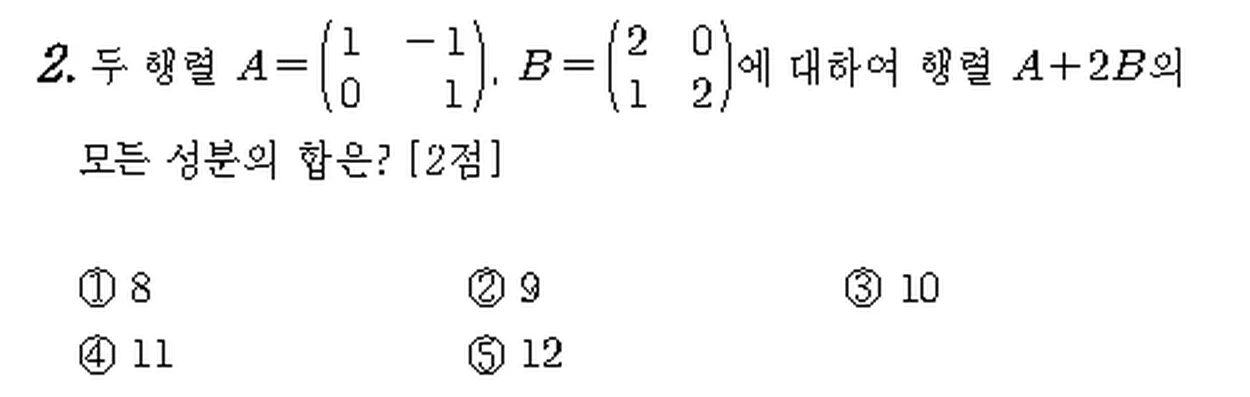 2. 두 행렬 A=(1 -1; 0 1), B=(2 0; 1 2)에 대하여 행렬 A+2B의
모든 성분의 합은? [2점]
① 8 ② 9 ③ 10
④ 11 ⑤ 12